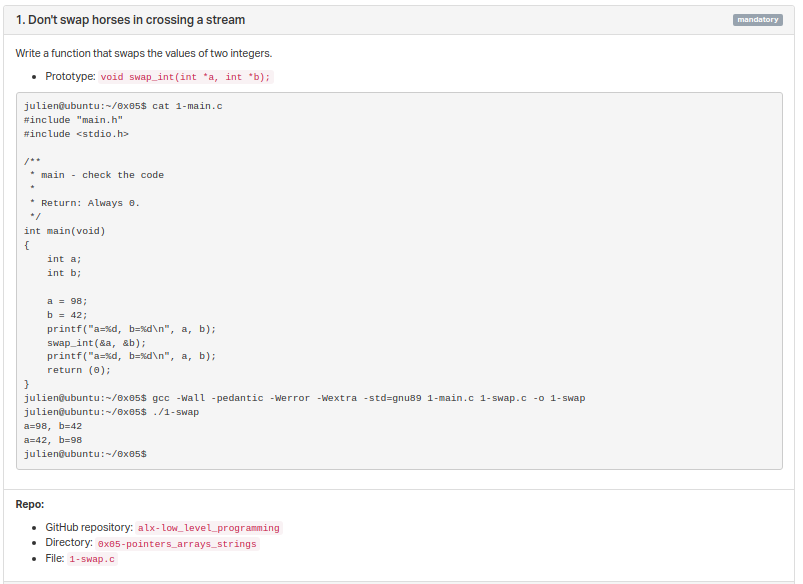 1. Don't swap horses in crossing a stream
mandatory
Write a function that swaps the values of two integers.
• Prototype: void swap_int(int *a, int *b);
julien@ubuntu:~/0x05$ cat 1-main.c
#include "main.h"
#include <stdio.h>

/**
 * main - check the code
 *
 * Return: Always 0.
 */
int main(void)
{
    int a;
    int b;

    a = 98;
    b = 42;
    printf("a=%d, b=%d\n", a, b);
    swap_int(&a, &b);
    printf("a=%d, b=%d\n", a, b);
    return (0);
}
julien@ubuntu:~/0x05$ gcc -Wall -pedantic -Werror -Wextra -std=gnu89 1-main.c 1-swap.c -o 1-swap
julien@ubuntu:~/0x05$ ./1-swap
a=98, b=42
a=42, b=98
julien@ubuntu:~/0x05$
Repo:
• GitHub repository: alx-low_level_programming
• Directory: 0x05-pointers_arrays_strings
• File: 1-swap.c